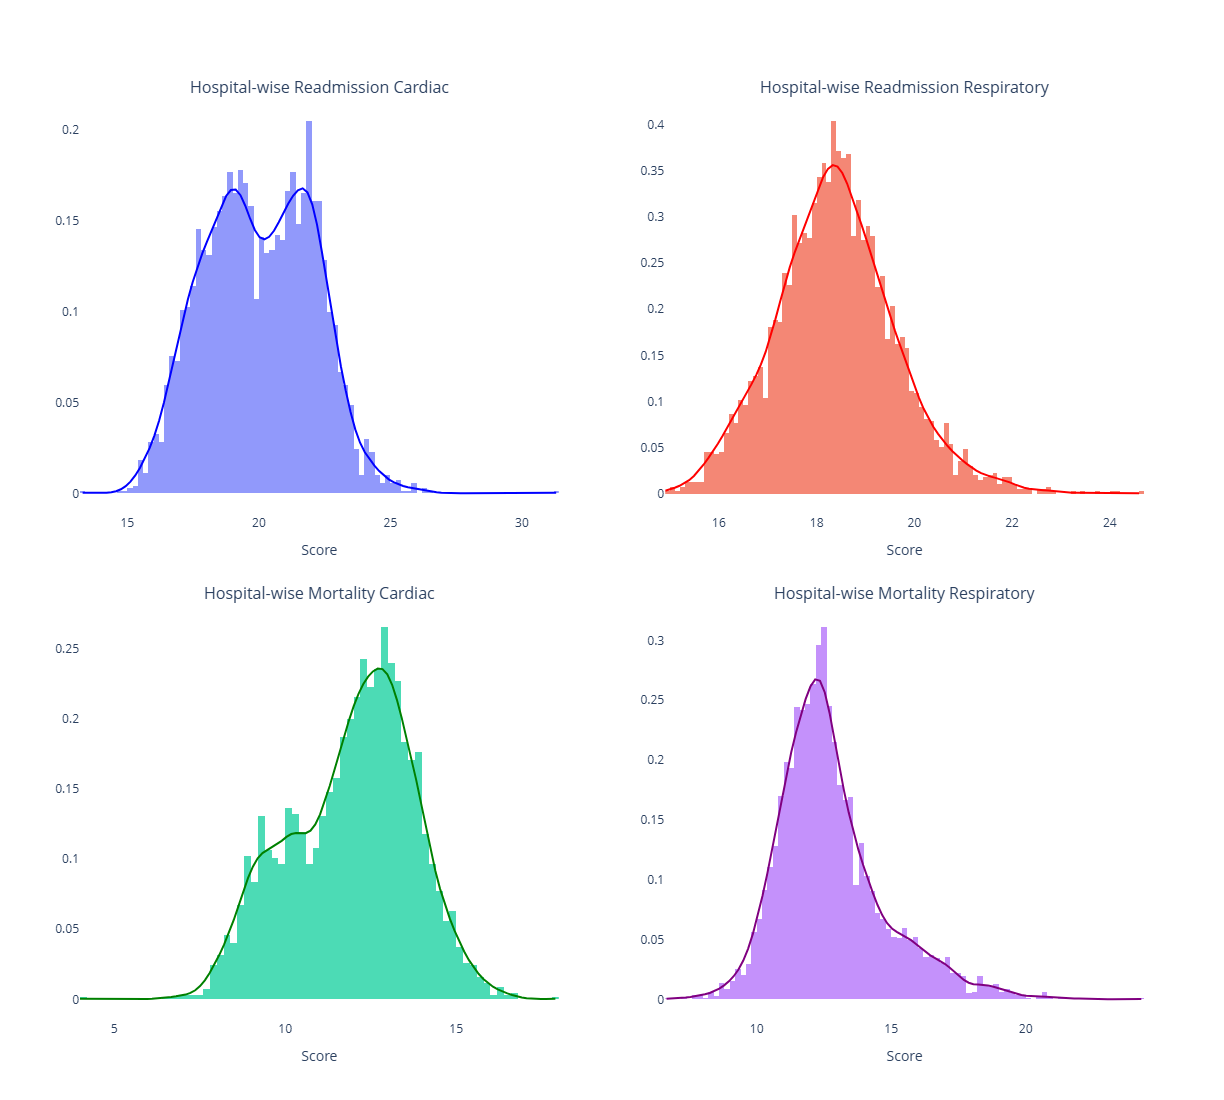 Hospital-wise Readmission Cardiac
0.2
0.15
0.1
0.05
0
15 20 25 30
Score
Hospital-wise Readmission Respiratory
0.4
0.35
0.3
0.25
0.2
0.15
0.1
0.05
0
16 18 20 22 24
Score
Hospital-wise Mortality Cardiac
0.25
0.2
0.15
0.1
0.05
0
5 10 15
Score
Hospital-wise Mortality Respiratory
0.3
0.25
0.2
0.15
0.1
0.05
0
10 15 20
Score